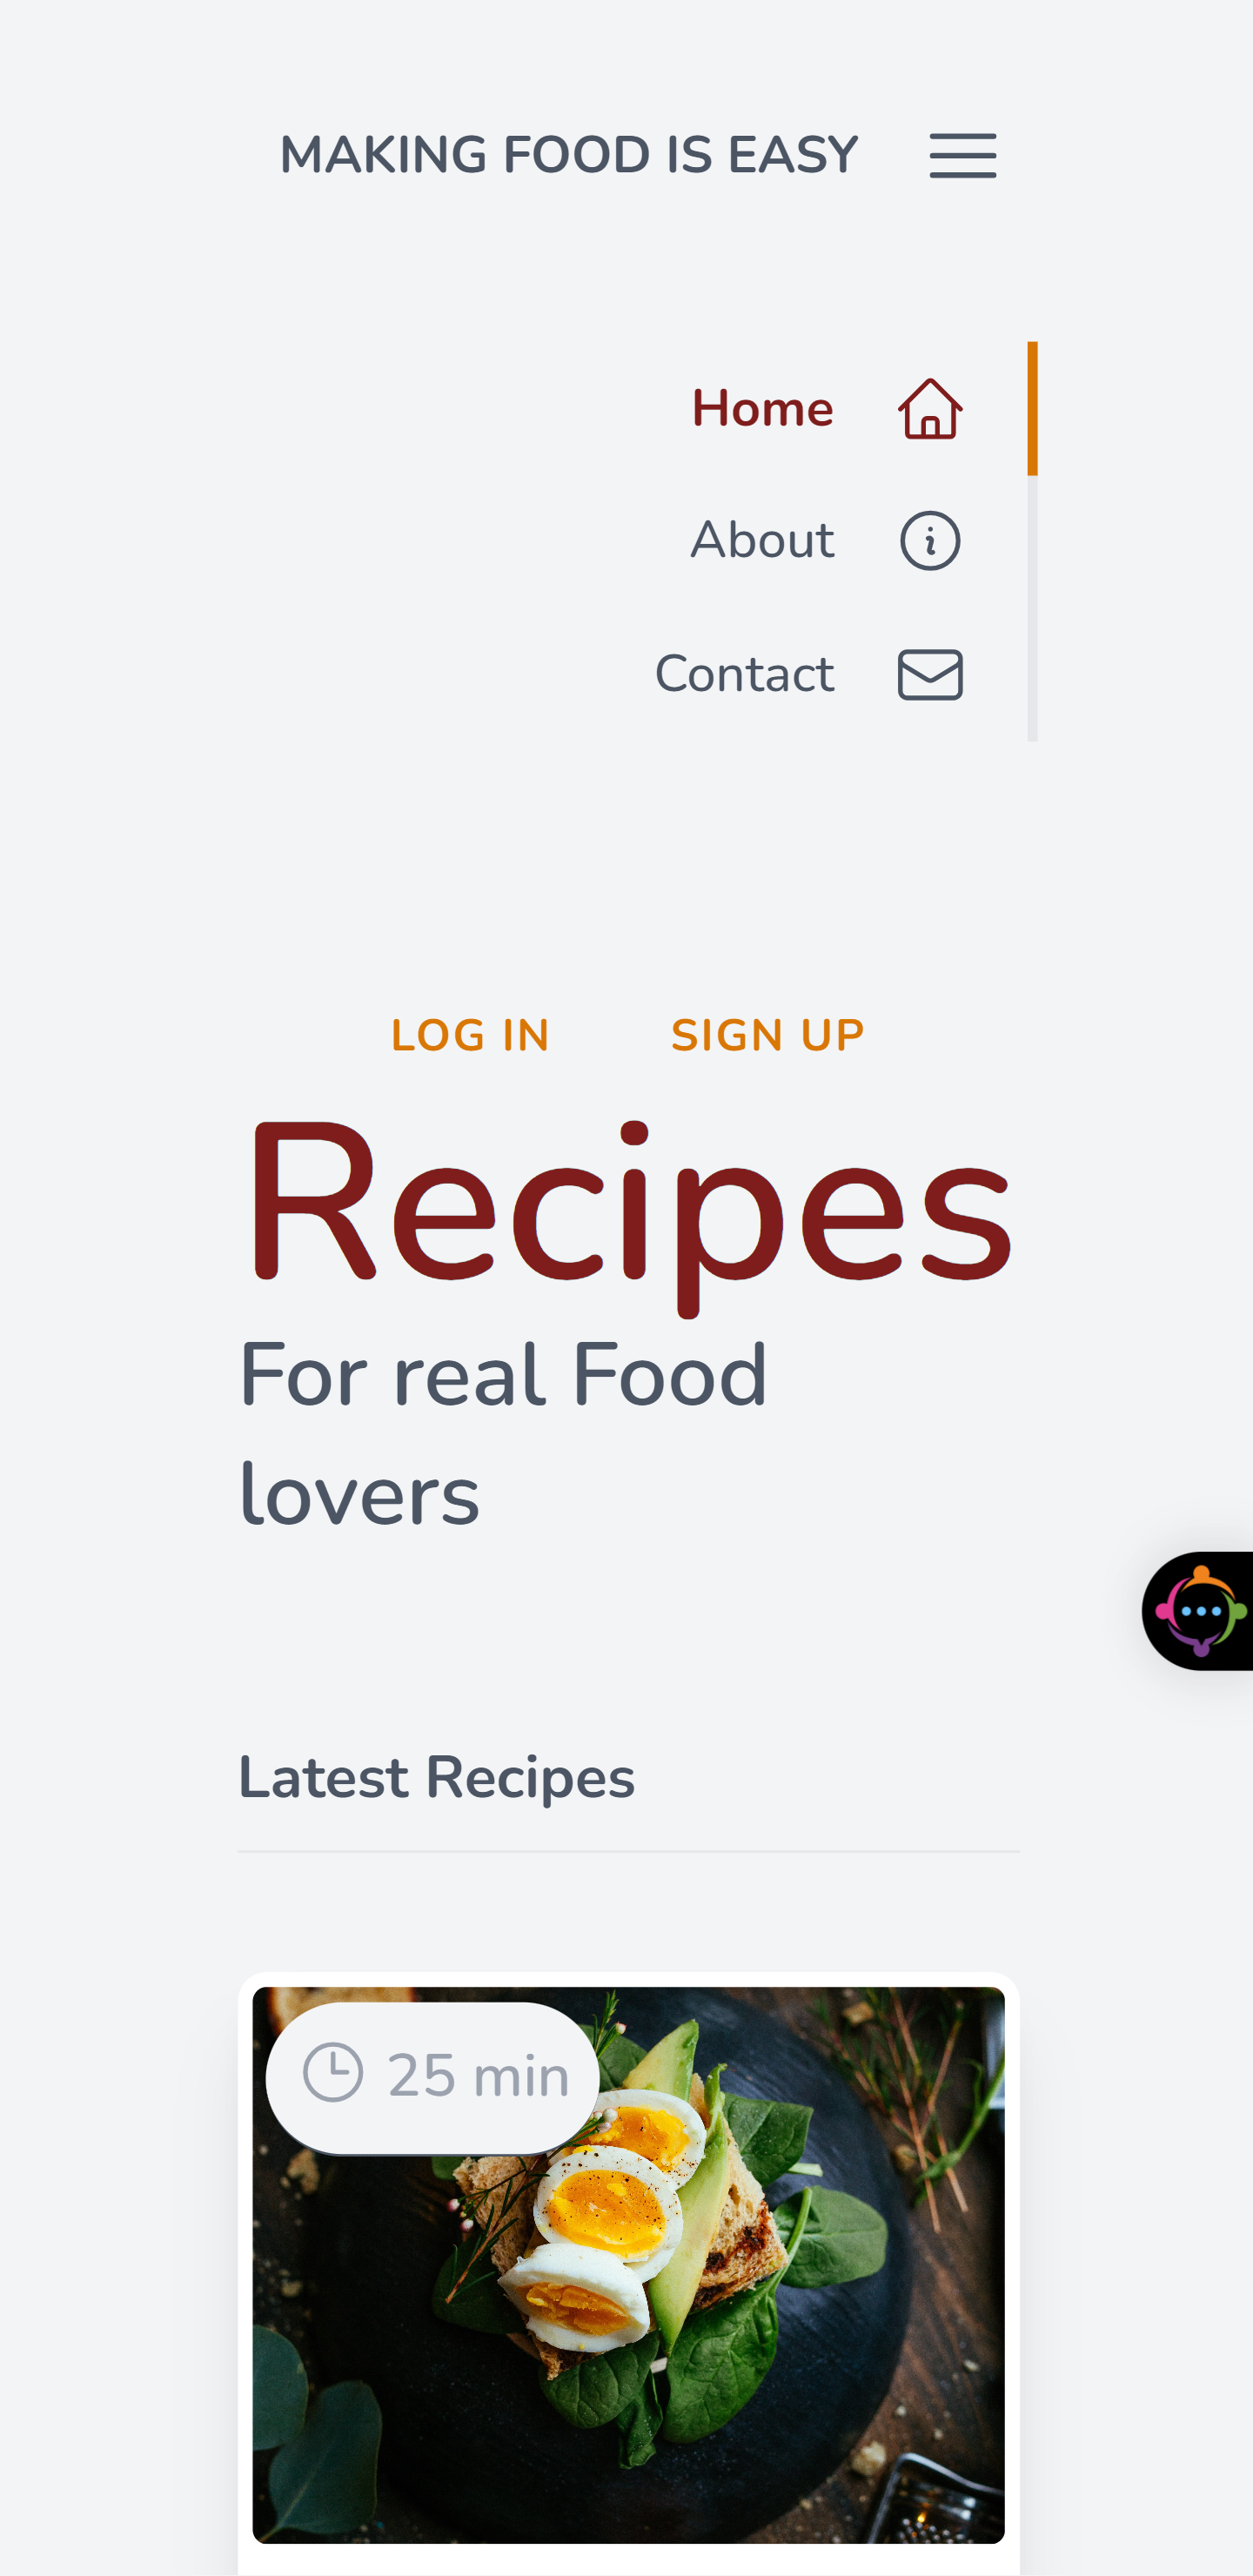 MAKING FOOD IS EASY
Home
About
Contact
LOG IN SIGN UP
Recipes
For real Food
lovers
Latest Recipes
25 min